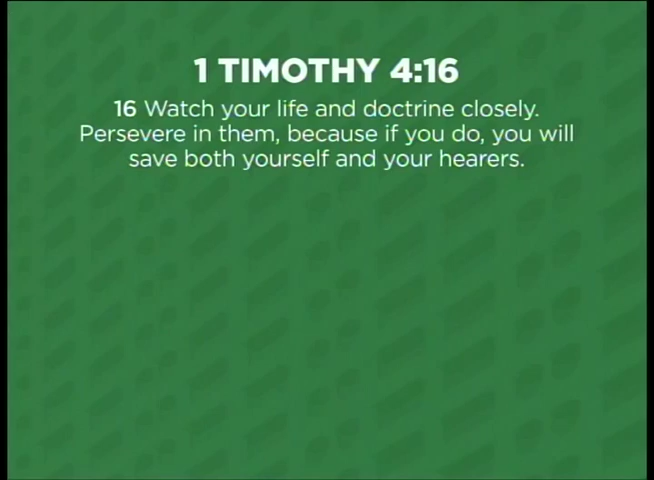 1 TIMOTHY 4:16
16 Watch your life and doctrine closely.
Persevere in them, because if you do, you will
save both yourself and your hearers.